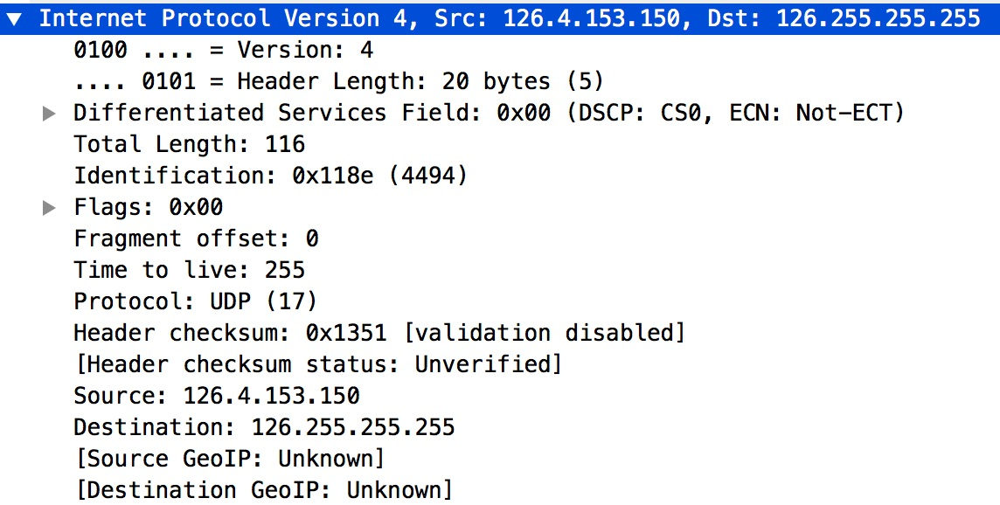 Internet Protocol Version 4, Src: 126.4.153.150, Dst: 126.255.255.255
0100 .... = Version: 4
.... 0101 = Header Length: 20 bytes (5)
Differentiated Services Field: 0x00 (DSCP: CS0, ECN: Not-ECT)
Total Length: 116
Identification: 0x118e (4494)
Flags: 0x00
Fragment offset: 0
Time to live: 255
Protocol: UDP (17)
Header checksum: 0x1351 [validation disabled]
[Header checksum status: Unverified]
Source: 126.4.153.150
Destination: 126.255.255.255
[Source GeoIP: Unknown]
[Destination GeoIP: Unknown]